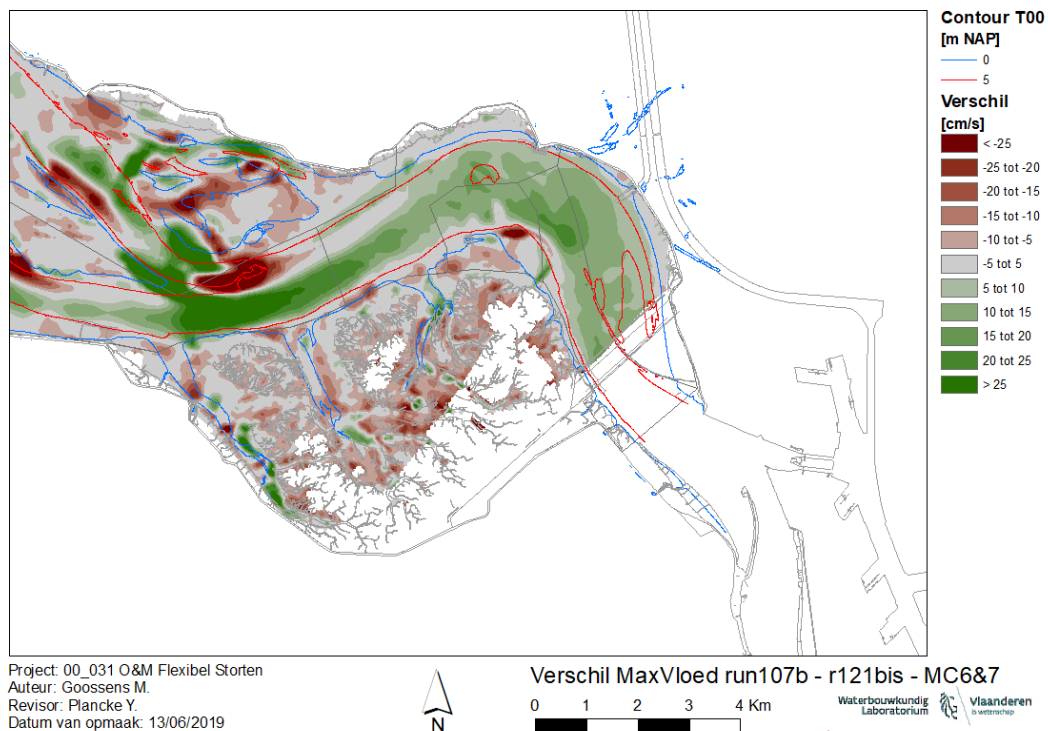 Contour T00
[m NAP]
0
5
Verschil
[cm/s]
< -25
-25 tot -20
-20 tot -15
-15 tot -10
-10 tot -5
-5 tot 5
5 tot 10
10 tot 15
15 tot 20
20 tot 25
> 25
Project: 00_031 O&M Flexibel Storten
Auteur: Goossens M.
Revisor: Plancke Y.
Datum van opmaak: 13/06/2019
N
Verschil MaxVloed run107b - r121bis - MC6&7
0 1 2 3 4 Km
Waterbouwkundig
Laboratorium
Vlaanderen
is wetenschap